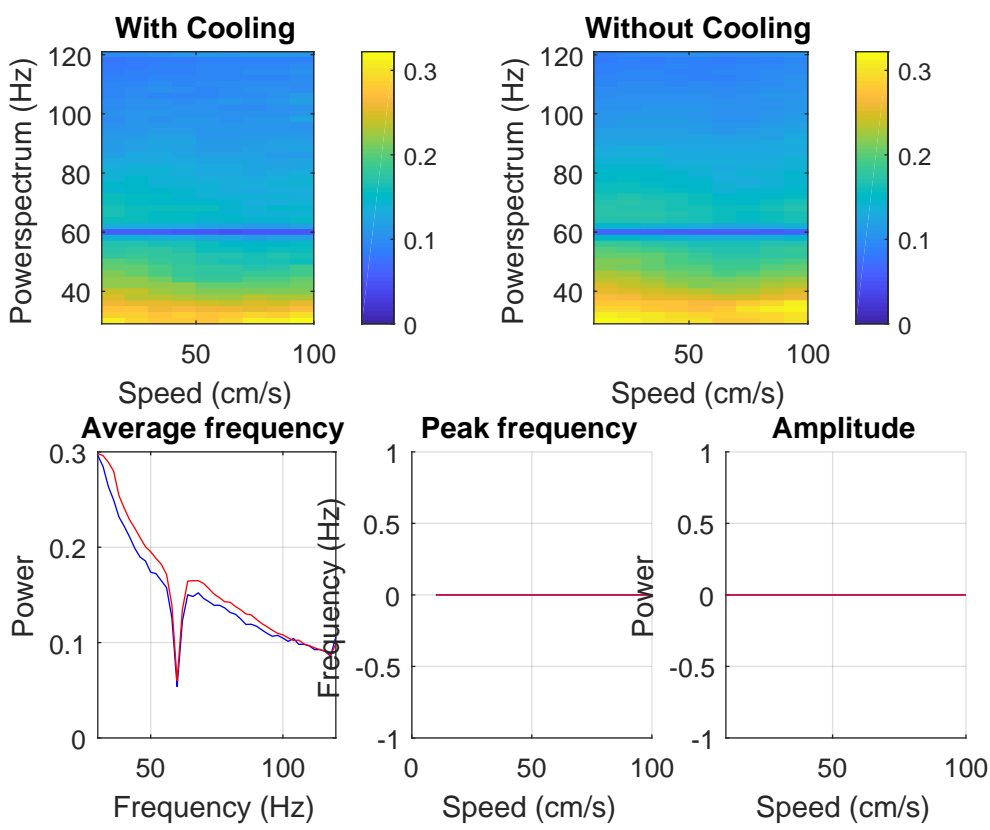 With Cooling
Powerspectrum (Hz)
120
100
80
60
40
50
100
Speed (cm/s)
0.3
0.2
0.1
0
Without Cooling
Powerspectrum (Hz)
120
100
80
60
40
50
100
Speed (cm/s)
0.3
0.2
0.1
0
Average frequency
Power
0.3
0.2
0.1
0
50
100
Frequency (Hz)
Peak frequency
Frequency (Hz)
1
0.5
0
-0.5
-1
0
50
100
Speed (cm/s)
Amplitude
Power
1
0.5
0
-0.5
-1
50
100
Speed (cm/s)